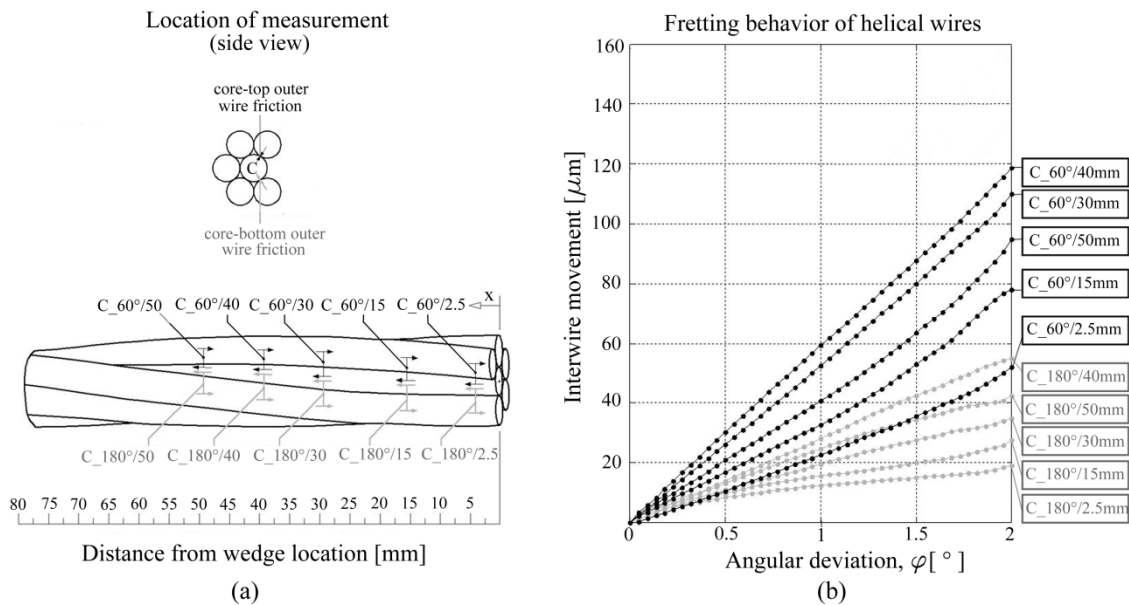 Location of measurement
(side view)
core-top outer
wire friction
C
core-bottom outer
wire friction
x
C_60°/50 C_60°/40 C_60°/30 C_60°/15 C_60°/2.5
C_180°/50 C_180°/40 C_180°/30 C_180°/15 C_180°/2.5
80 75 70 65 60 55 50 45 40 35 30 25 20 15 10 5
Distance from wedge location [mm]
(a)
Fretting behavior of helical wires
160
140
120
100
80
60
40
20
Interwire movement [μm]
C_60°/40mm
C_60°/30mm
C_60°/50mm
C_60°/15mm
C_60°/2.5mm
C_180°/40mm
C_180°/50mm
C_180°/30mm
C_180°/15mm
C_180°/2.5mm
0 0.5 1 1.5 2
Angular deviation, φ[ ° ]
(b)